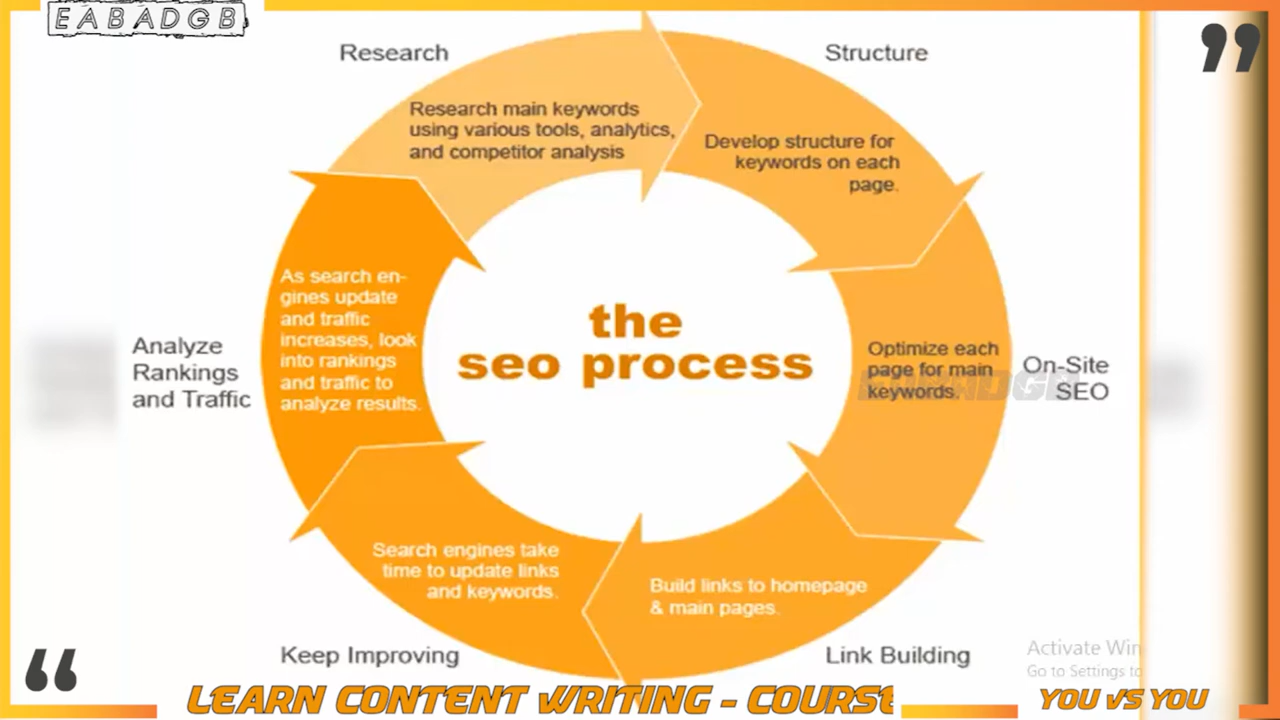 EABADGB
Research
Structure
Research main keywords
using various tools, analytics,
and competitor analysis
Develop structure for
keywords on each
page.
As search en-
gines update
and traffic
increases, look
into rankings
and traffic to
analyze results.
Analyze
Rankings
and Traffic
the
seo process
Optimize each
page for main
keywords.
On-Site
SEO
EABADGB
Search engines take
time to update links
and keywords.
Build links to homepage
& main pages.
Keep Improving
Link Building
Activate Win
Go to Settings to
LEARN CONTENT WRITING - COURSE
YOU VS YOU